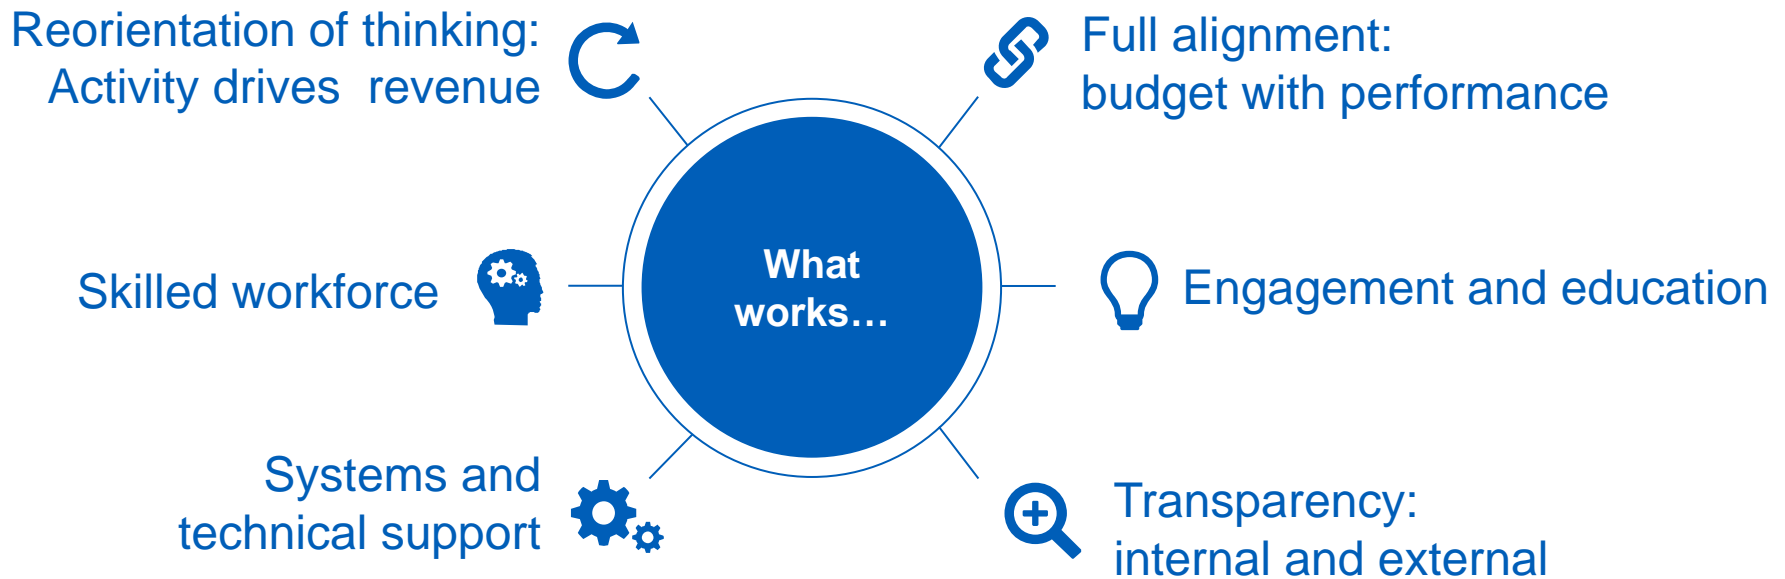 Reorientation of thinking:
Activity drives revenue
Full alignment:
budget with performance
What
works…
Skilled workforce
Engagement and education
Systems and
technical support
Transparency:
internal and external